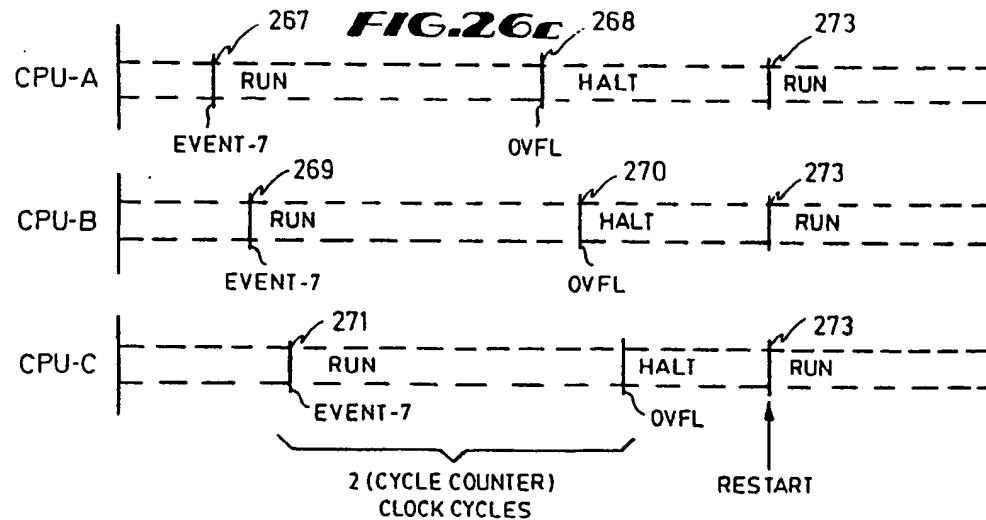 FIG.26c
267
268
273
CPU-A
RUN
HALT
RUN
EVENT-7
OVFL
269
270
273
CPU-B
RUN
HALT
RUN
EVENT-7
OVFL
271
273
CPU-C
RUN
HALT
RUN
EVENT-7
OVFL
2 (CYCLE COUNTER)
CLOCK CYCLES
RESTART